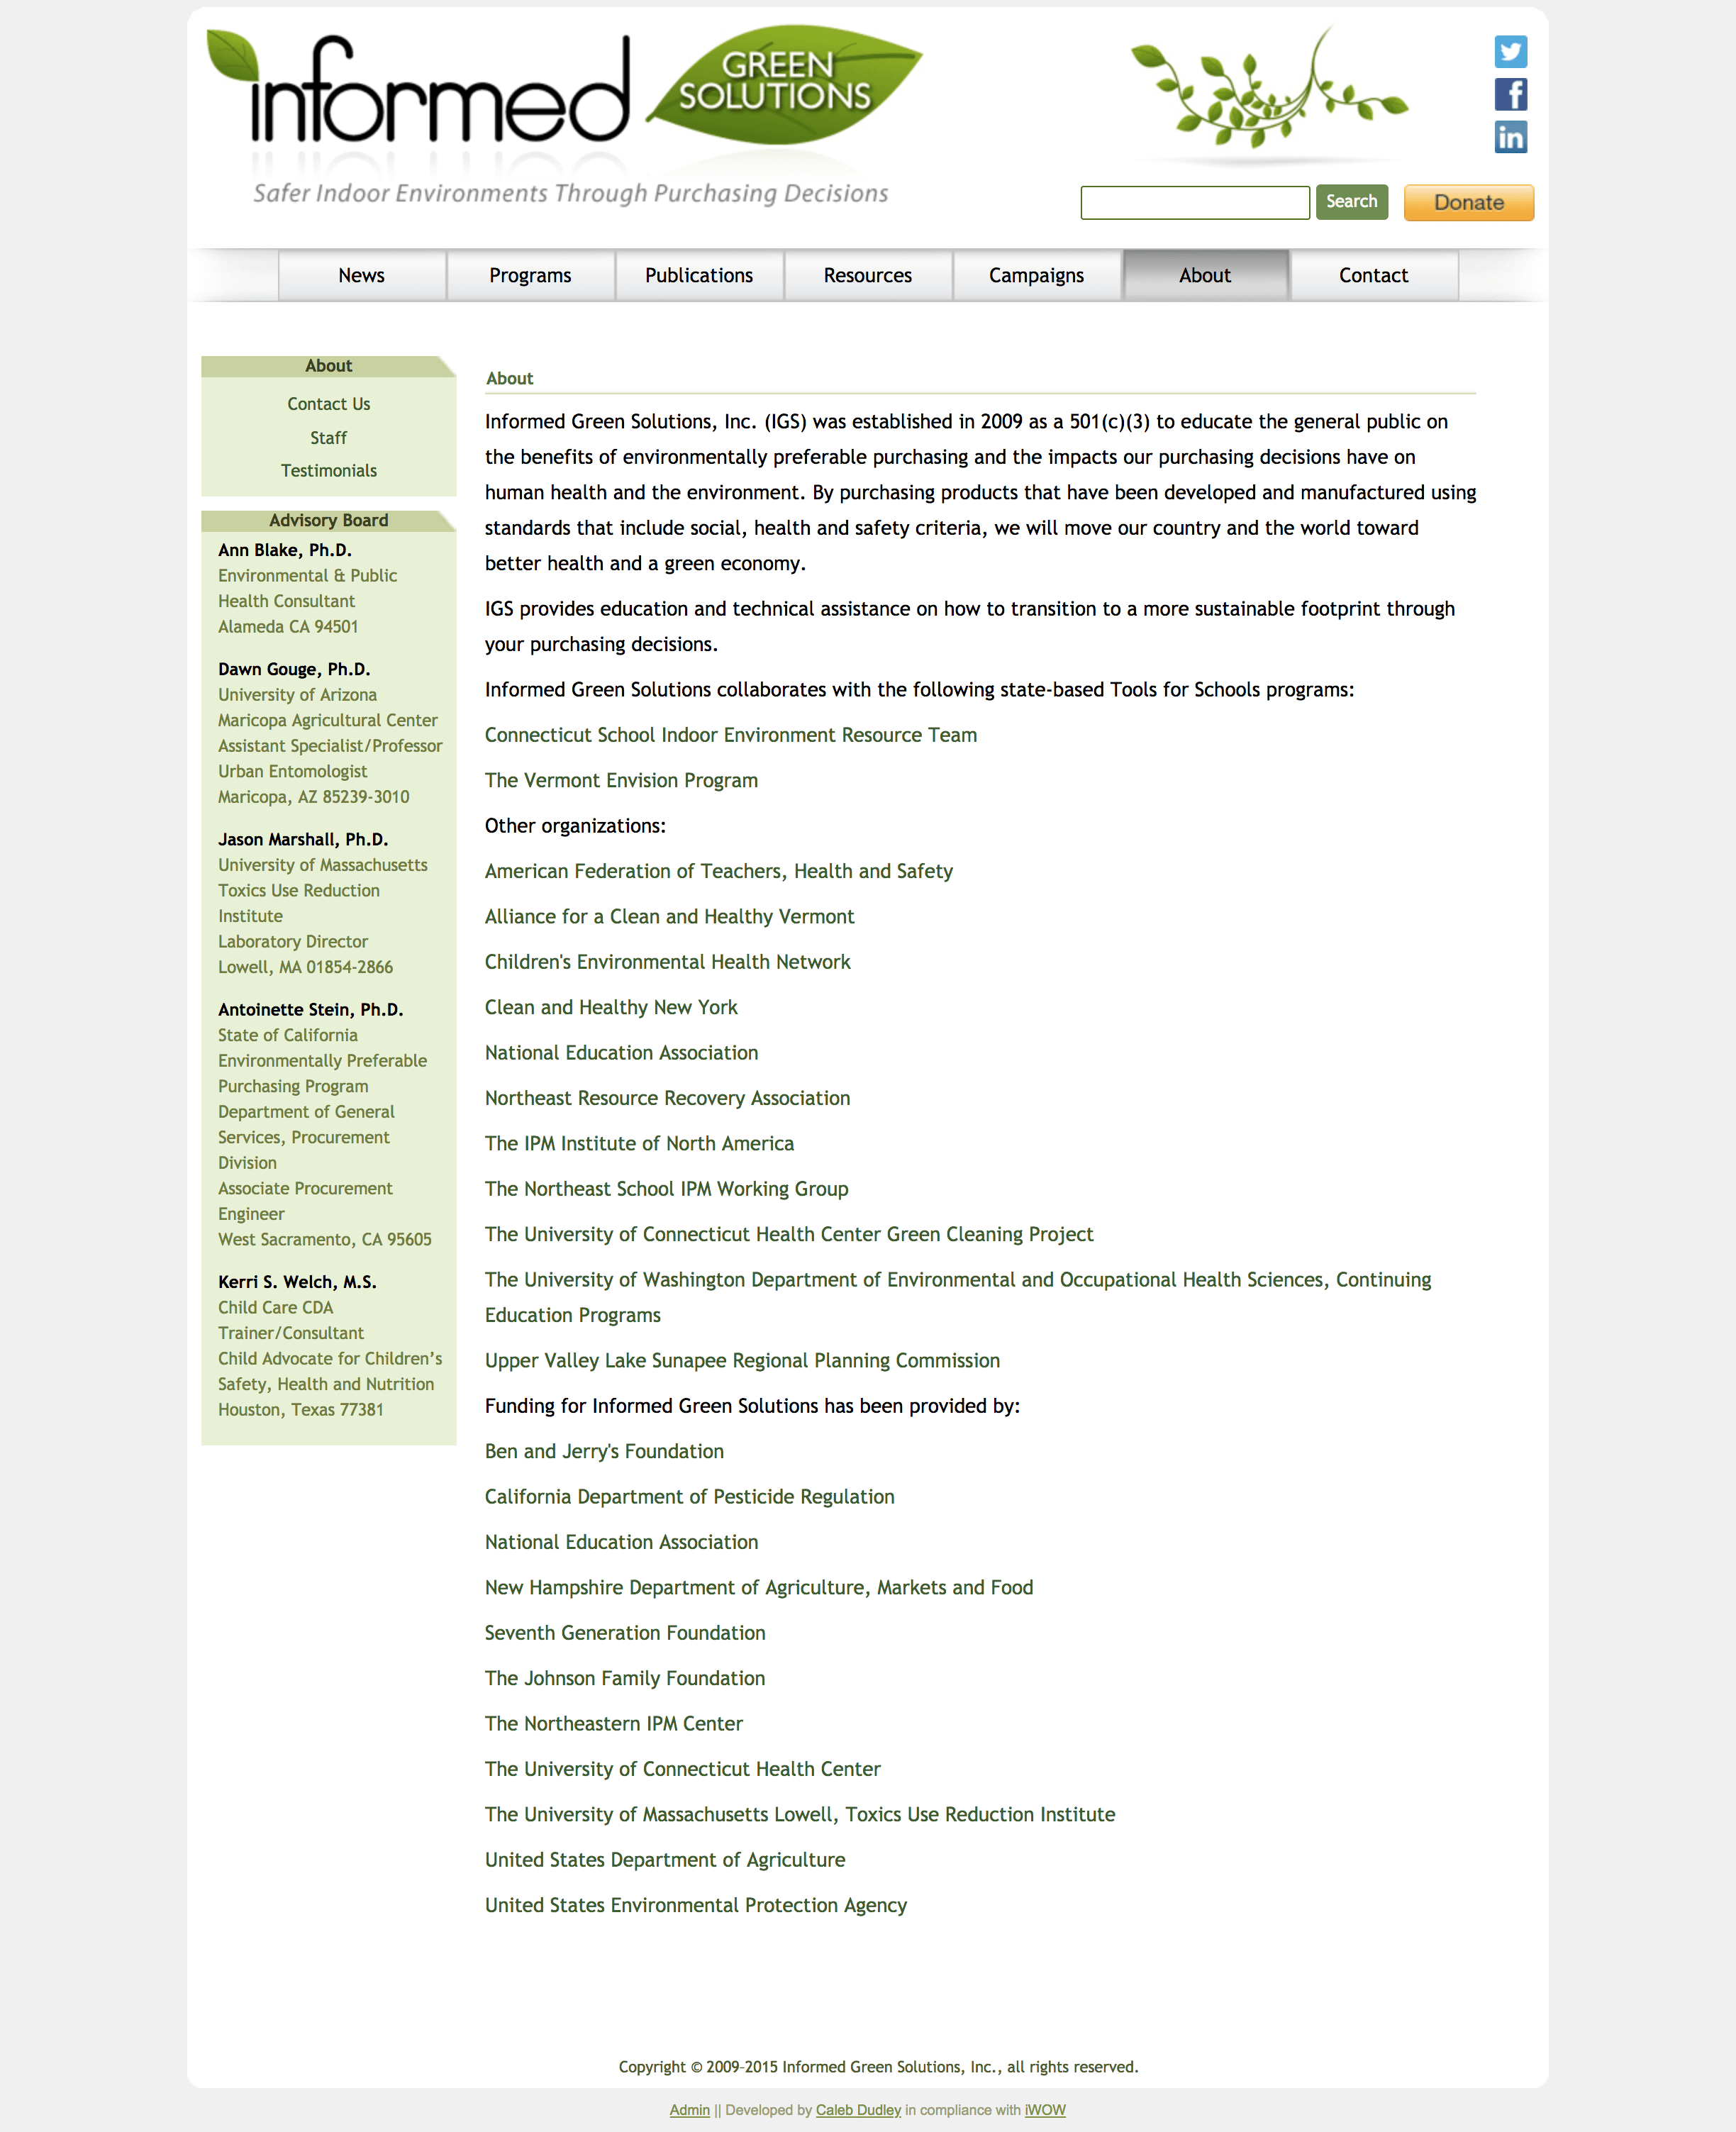 informed GREEN
SOLUTIONS
Safer Indoor Environments Through Purchasing Decisions
Search
Donate
News Programs Publications Resources Campaigns About Contact
About
Contact Us
Staff
Testimonials
Advisory Board
Ann Blake, Ph.D.
Environmental & Public
Health Consultant
Alameda CA 94501
Dawn Gouge, Ph.D.
University of Arizona
Maricopa Agricultural Center
Assistant Specialist/Professor
Urban Entomologist
Maricopa, AZ 85239-3010
Jason Marshall, Ph.D.
University of Massachusetts
Toxics Use Reduction
Institute
Laboratory Director
Lowell, MA 01854-2866
Antoinette Stein, Ph.D.
State of California
Environmentally Preferable
Purchasing Program
Department of General
Services, Procurement
Division
Associate Procurement
Engineer
West Sacramento, CA 95605
Kerri S. Welch, M.S.
Child Care CDA
Trainer/Consultant
Child Advocate for Children’s
Safety, Health and Nutrition
Houston, Texas 77381
About
Informed Green Solutions, Inc. (IGS) was established in 2009 as a 501(c)(3) to educate the general public on
the benefits of environmentally preferable purchasing and the impacts our purchasing decisions have on
human health and the environment. By purchasing products that have been developed and manufactured using
standards that include social, health and safety criteria, we will move our country and the world toward
better health and a green economy.
IGS provides education and technical assistance on how to transition to a more sustainable footprint through
your purchasing decisions.
Informed Green Solutions collaborates with the following state-based Tools for Schools programs:
Connecticut School Indoor Environment Resource Team
The Vermont Envision Program
Other organizations:
American Federation of Teachers, Health and Safety
Alliance for a Clean and Healthy Vermont
Children's Environmental Health Network
Clean and Healthy New York
National Education Association
Northeast Resource Recovery Association
The IPM Institute of North America
The Northeast School IPM Working Group
The University of Connecticut Health Center Green Cleaning Project
The University of Washington Department of Environmental and Occupational Health Sciences, Continuing
Education Programs
Upper Valley Lake Sunapee Regional Planning Commission
Funding for Informed Green Solutions has been provided by:
Ben and Jerry's Foundation
California Department of Pesticide Regulation
National Education Association
New Hampshire Department of Agriculture, Markets and Food
Seventh Generation Foundation
The Johnson Family Foundation
The Northeastern IPM Center
The University of Connecticut Health Center
The University of Massachusetts Lowell, Toxics Use Reduction Institute
United States Department of Agriculture
United States Environmental Protection Agency
Copyright © 2009-2015 Informed Green Solutions, Inc., all rights reserved.
Admin || Developed by Caleb Dudley in compliance with iWOW